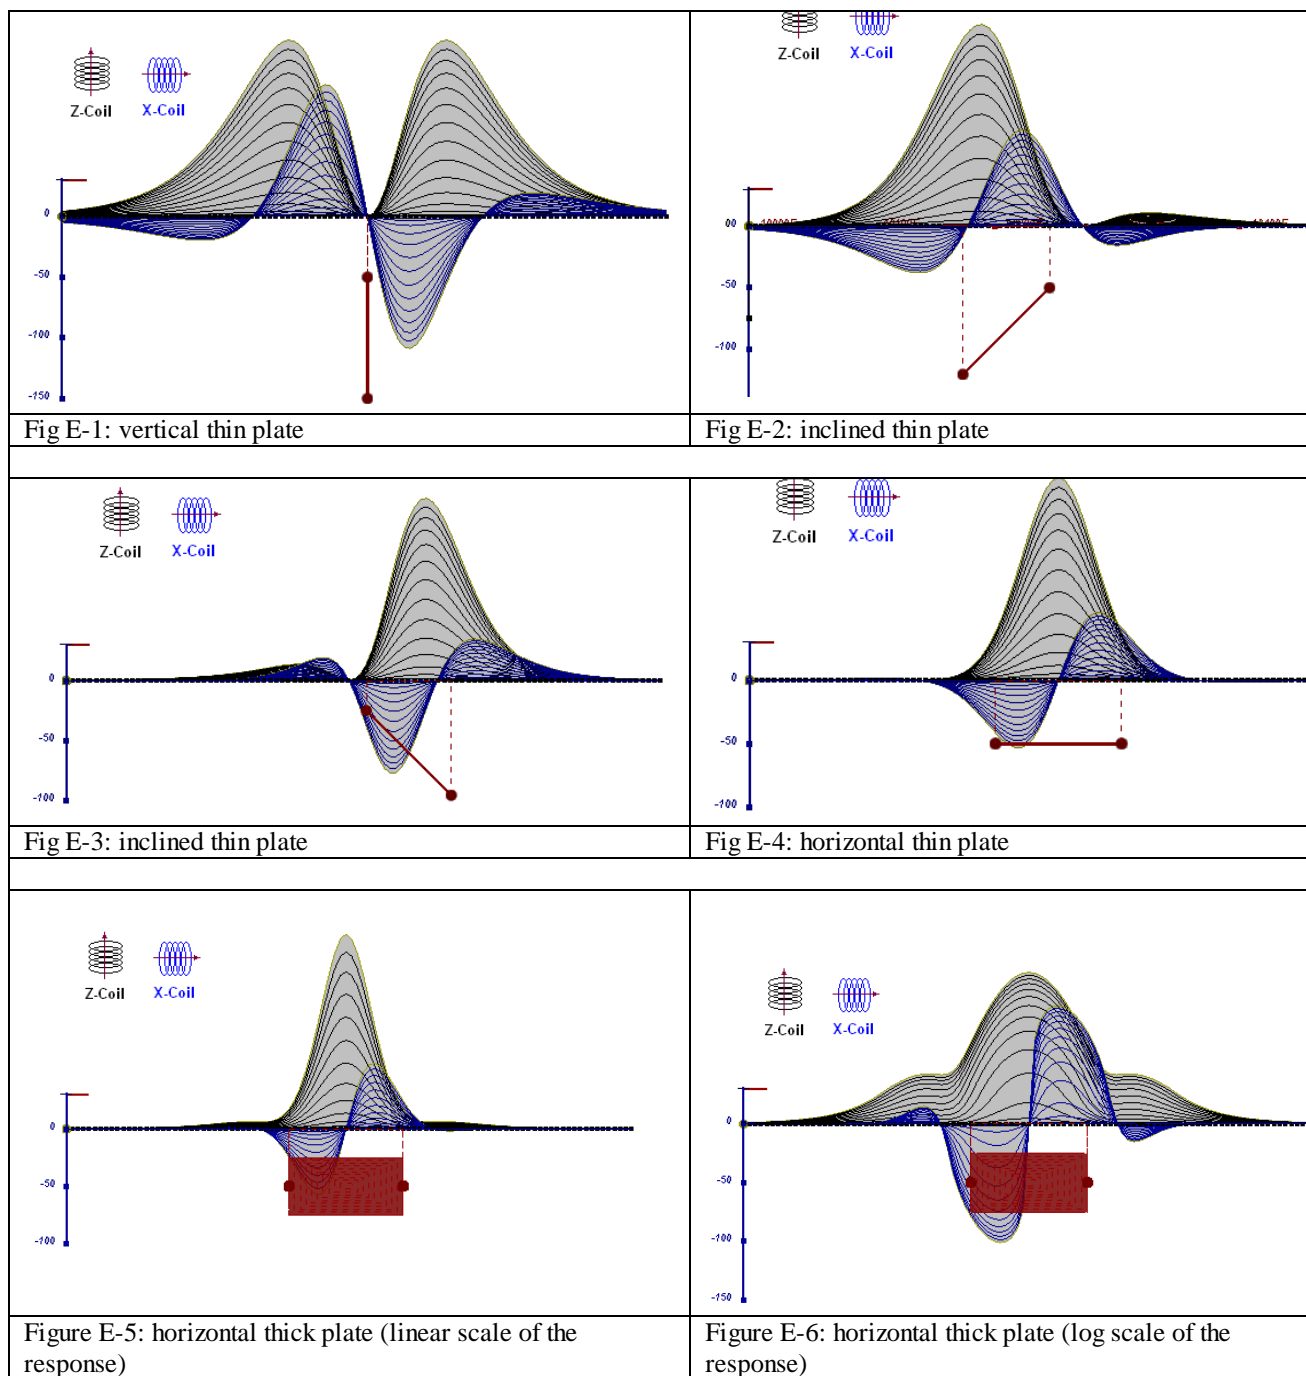 Z-Coil X-Coil
0
-50
-100
-150
Fig E-1: vertical thin plate
Z-Coil X-Coil
00
-50
-100
Fig E-2: inclined thin plate
Z-Coil X-Coil
0
-50
-100
Fig E-3: inclined thin plate
Z-Coil X-Coil
0
-50
-100
Fig E-4: horizontal thin plate
Z-Coil X-Coil
0
-50
-100
Figure E-5: horizontal thick plate (linear scale of the
response)
Z-Coil X-Coil
0
-50
-100
-150
Figure E-6: horizontal thick plate (log scale of the
response)